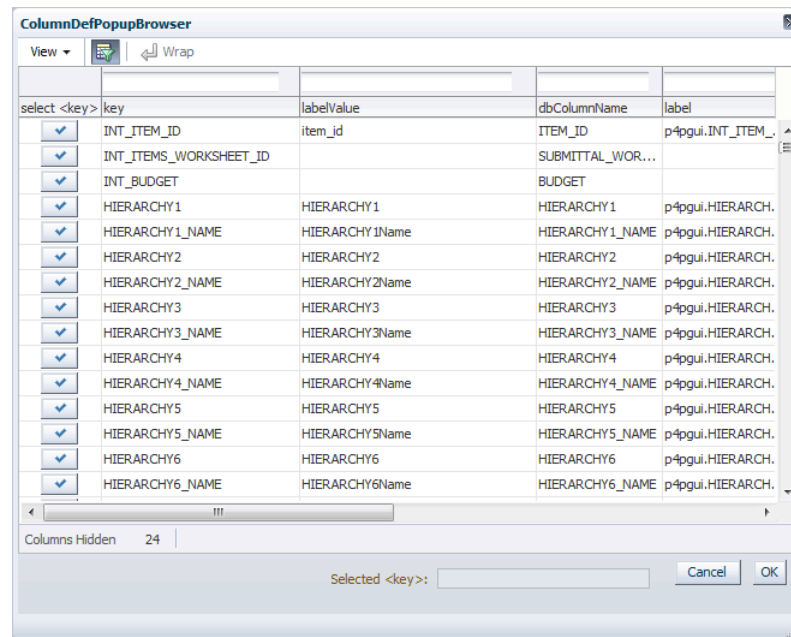 ColumnDefPopupBrowser
View Wrap
select <key> key labelValue dbColumnName label
INT_ITEM_ID item_id ITEM_ID p4pgui.INT_ITEM_.
INT_ITEMS_WORKSHEET_ID SUBMITTAL_WOR...
INT_BUDGET BUDGET
HIERARCHY1 HIERARCHY1 HIERARCHY1 p4pgui.HIERARCH.
HIERARCHY1_NAME HIERARCHY1Name HIERARCHY1_NAME p4pgui.HIERARCH.
HIERARCHY2 HIERARCHY2 HIERARCHY2 p4pgui.HIERARCH.
HIERARCHY2_NAME HIERARCHY2Name HIERARCHY2_NAME p4pgui.HIERARCH.
HIERARCHY3 HIERARCHY3 HIERARCHY3 p4pgui.HIERARCH.
HIERARCHY3_NAME HIERARCHY3Name HIERARCHY3_NAME p4pgui.HIERARCH.
HIERARCHY4 HIERARCHY4 HIERARCHY4 p4pgui.HIERARCH.
HIERARCHY4_NAME HIERARCHY4Name HIERARCHY4_NAME p4pgui.HIERARCH.
HIERARCHY5 HIERARCHY5 HIERARCHY5 p4pgui.HIERARCH.
HIERARCHY5_NAME HIERARCHY5Name HIERARCHY5_NAME p4pgui.HIERARCH.
HIERARCHY6 HIERARCHY6 HIERARCHY6 p4pgui.HIERARCH.
HIERARCHY6_NAME HIERARCHY6Name HIERARCHY6_NAME p4pgui.HIERARCH.
Columns Hidden 24
Selected <key>: Cancel OK